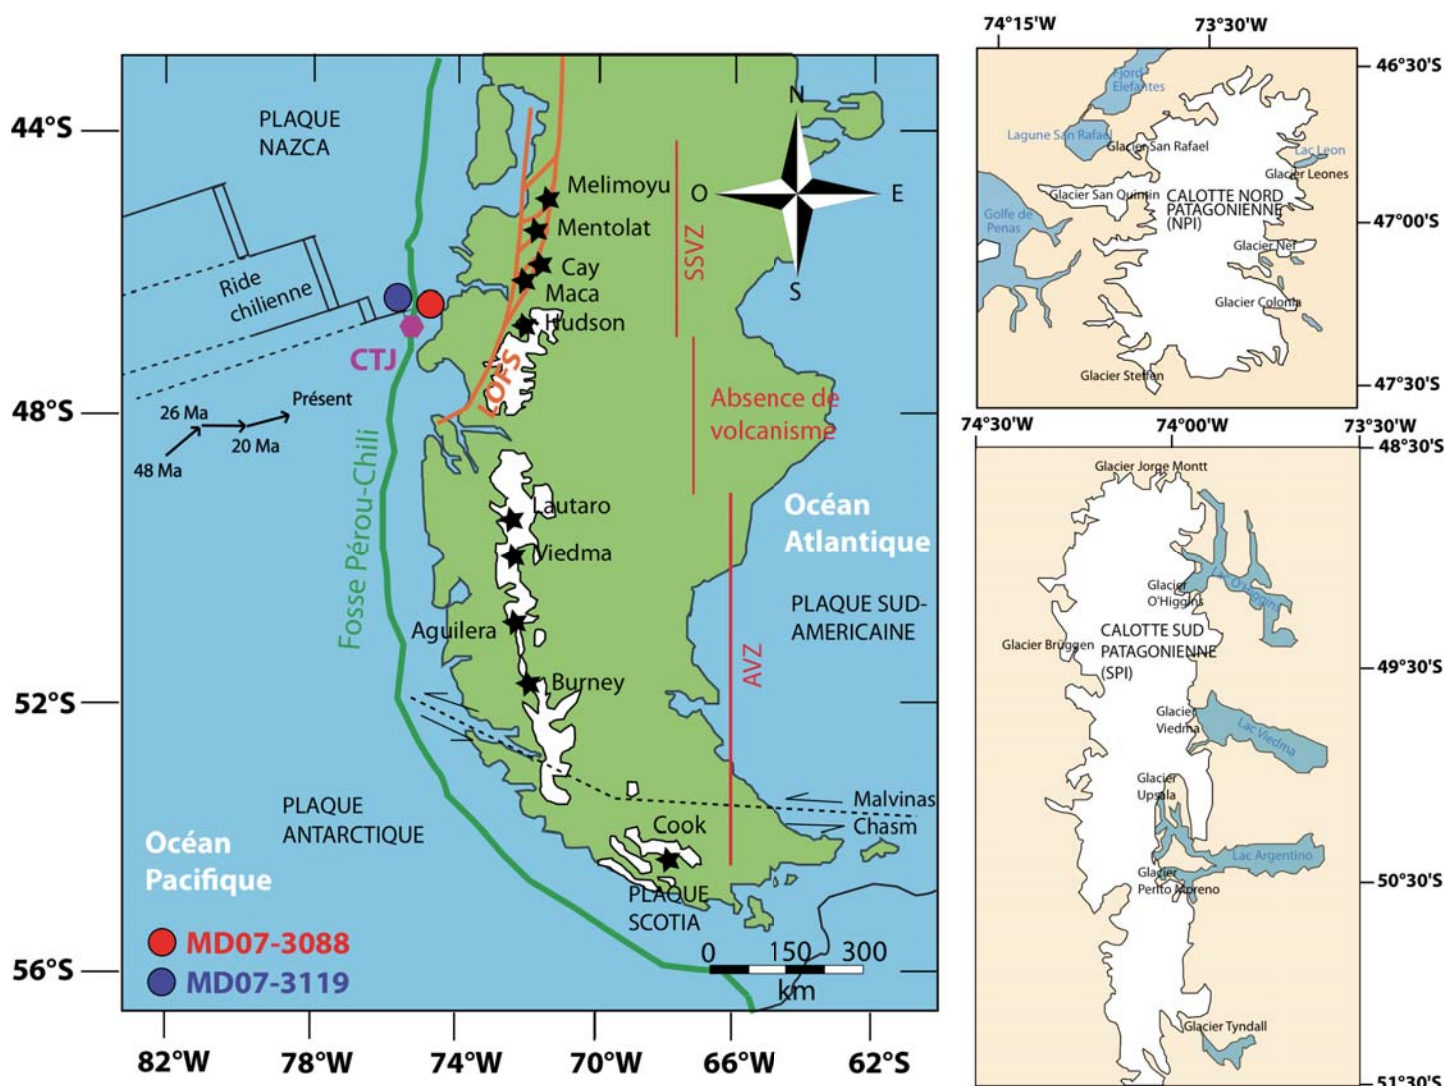 44°S
48°S
52°S
56°S
82°W
78°W
74°W
70°W
66°W
62°S
PLAQUE
NAZCA
Ride
chilienne
CTJ
26 Ma
Présent
48 Ma
20 Ma
Fosse Pérou-Chili
LOFS
Melimoyu
Mentolat
Cay
Maca
Hudson
SSVZ
N
O
E
S
Absence de
volcanisme
Lautaro
Viedma
Aguilera
Burney
AVZ
Océan
Atlantique
PLAQUE SUD-
AMERICAINE
PLAQUE
ANTARCTIQUE
Malvinas
Chasm
Cook
PLAQUE
SCOTIA
Océan
Pacifique
MD07-3088
MD07-3119
0 150 300
km
74°15'W
73°30'W
46°30'S
47°00'S
47°30'S
Fjord
Elefantes
Lagune San Rafael
Glacier San Rafael
Lac Leon
Glacier Leones
Glacier San Quintin
CALOTTE NORD
PATAGONIENNE
(NPI)
Golfe de
Penas
Glacier Nef
Glacier Colonia
Glacier Steffen
74°30'W
74°00'W
73°30'W
48°30'S
49°30'S
50°30'S
51°30'S
Glacier Jorge Montt
Glacier
O'Higgins
Lac O'Higgins
CALOTTE SUD
PATAGONIENNE
(SPI)
Glacier Brüggen
Glacier
Viedma
Lac Viedma
Glacier
Upsala
Lac Argentino
Glacier
Perito Moreno
Glacier Tyndall